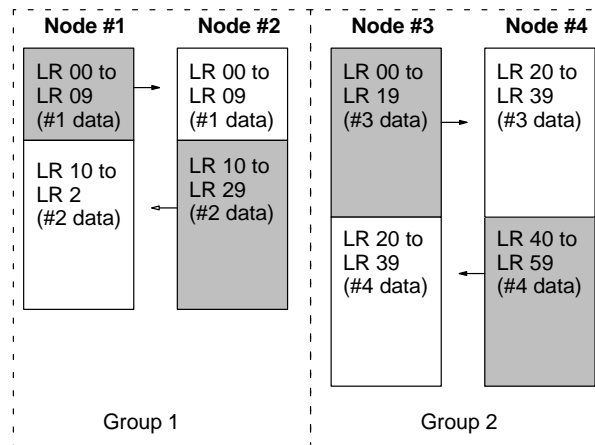 Node #1
Node #2
Node #3
Node #4
LR 00 to
LR 09
(#1 data)
LR 00 to
LR 09
(#1 data)
LR 00 to
LR 19
(#3 data)
LR 20 to
LR 39
(#3 data)
LR 10 to
LR 2
(#2 data)
LR 10 to
LR 29
(#2 data)
LR 20 to
LR 39
(#4 data)
LR 40 to
LR 59
(#4 data)
Group 1
Group 2